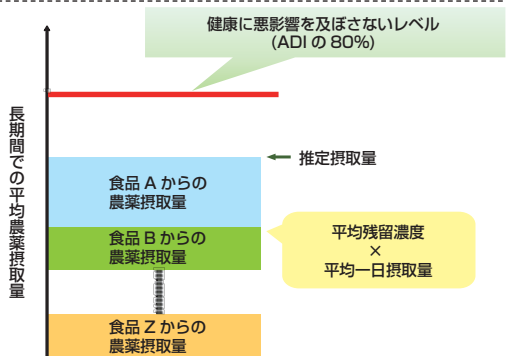 健康に悪影響を及ぼさないレベル
(ADI の 80%)
長期間での平均農薬摂取量
推定摂取量
食品 A からの
農薬摂取量
食品 B からの
農薬摂取量
平均残留濃度
×
平均一日摂取量
食品 Z からの
農薬摂取量